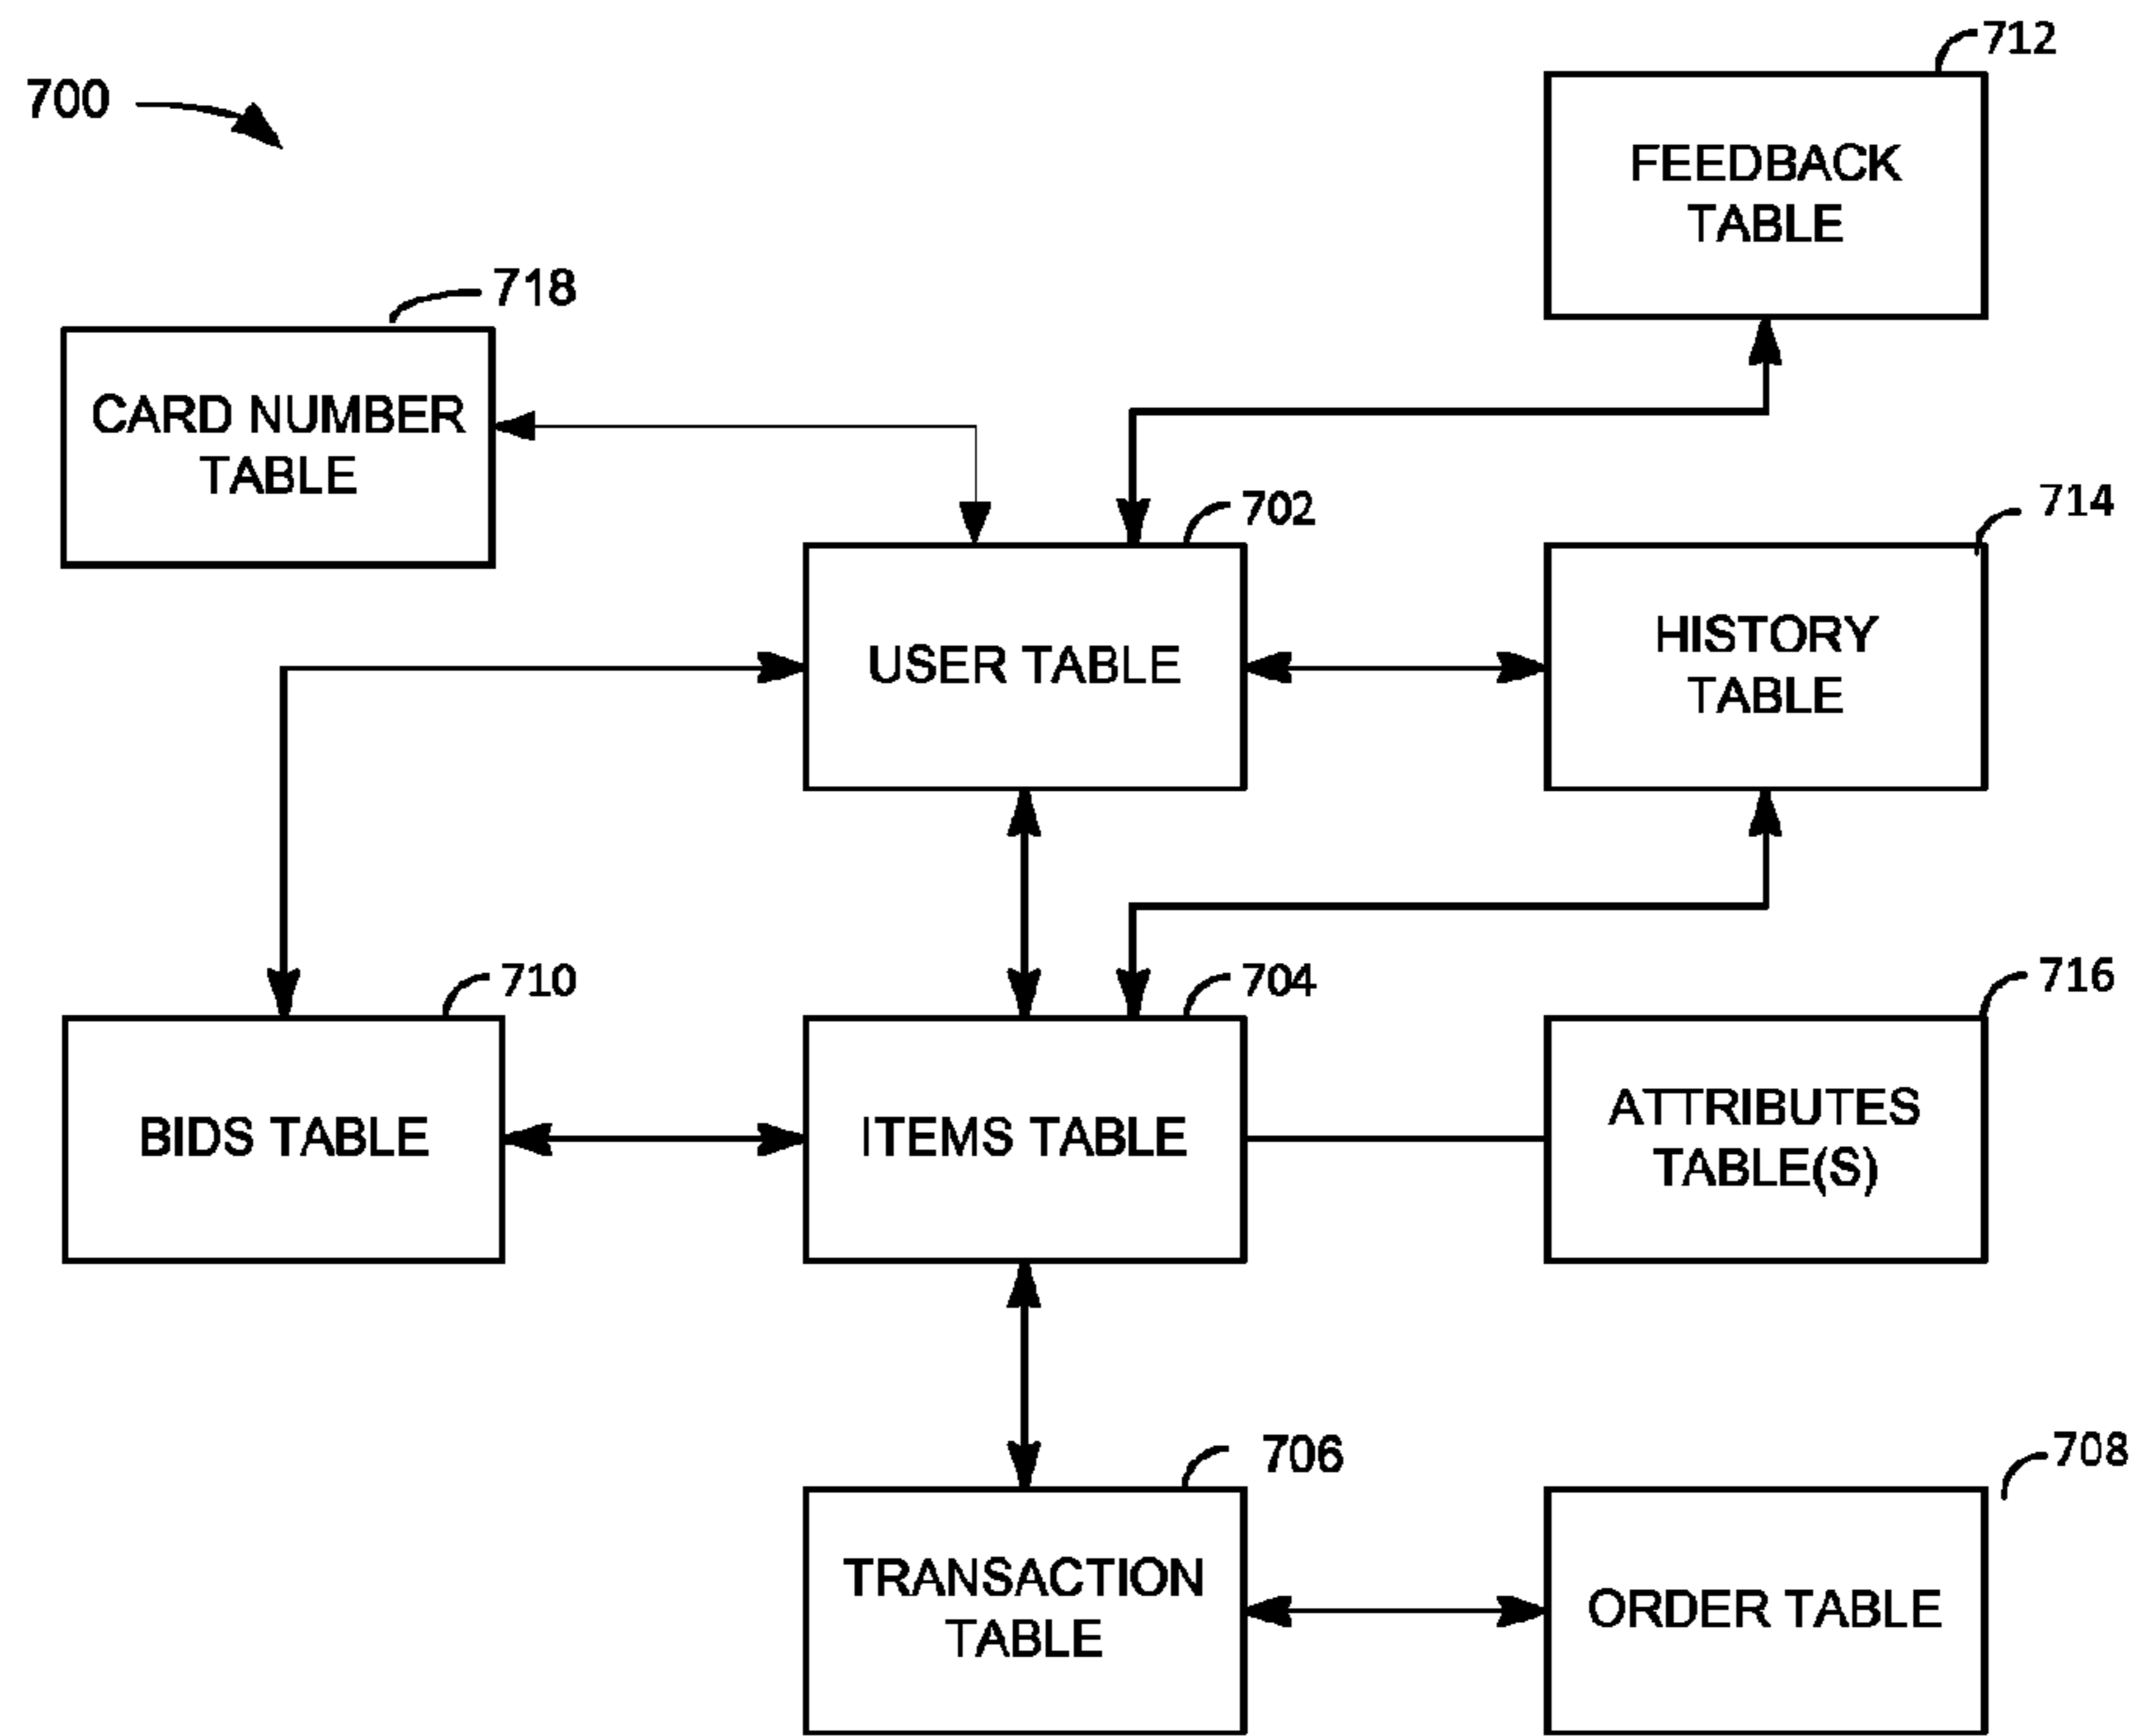 700
712
FEEDBACK
TABLE
718
CARD NUMBER
TABLE
702
USER TABLE
714
HISTORY
TABLE
710
BIDS TABLE
704
ITEMS TABLE
716
ATTRIBUTES
TABLE(S)
706
TRANSACTION
TABLE
708
ORDER TABLE